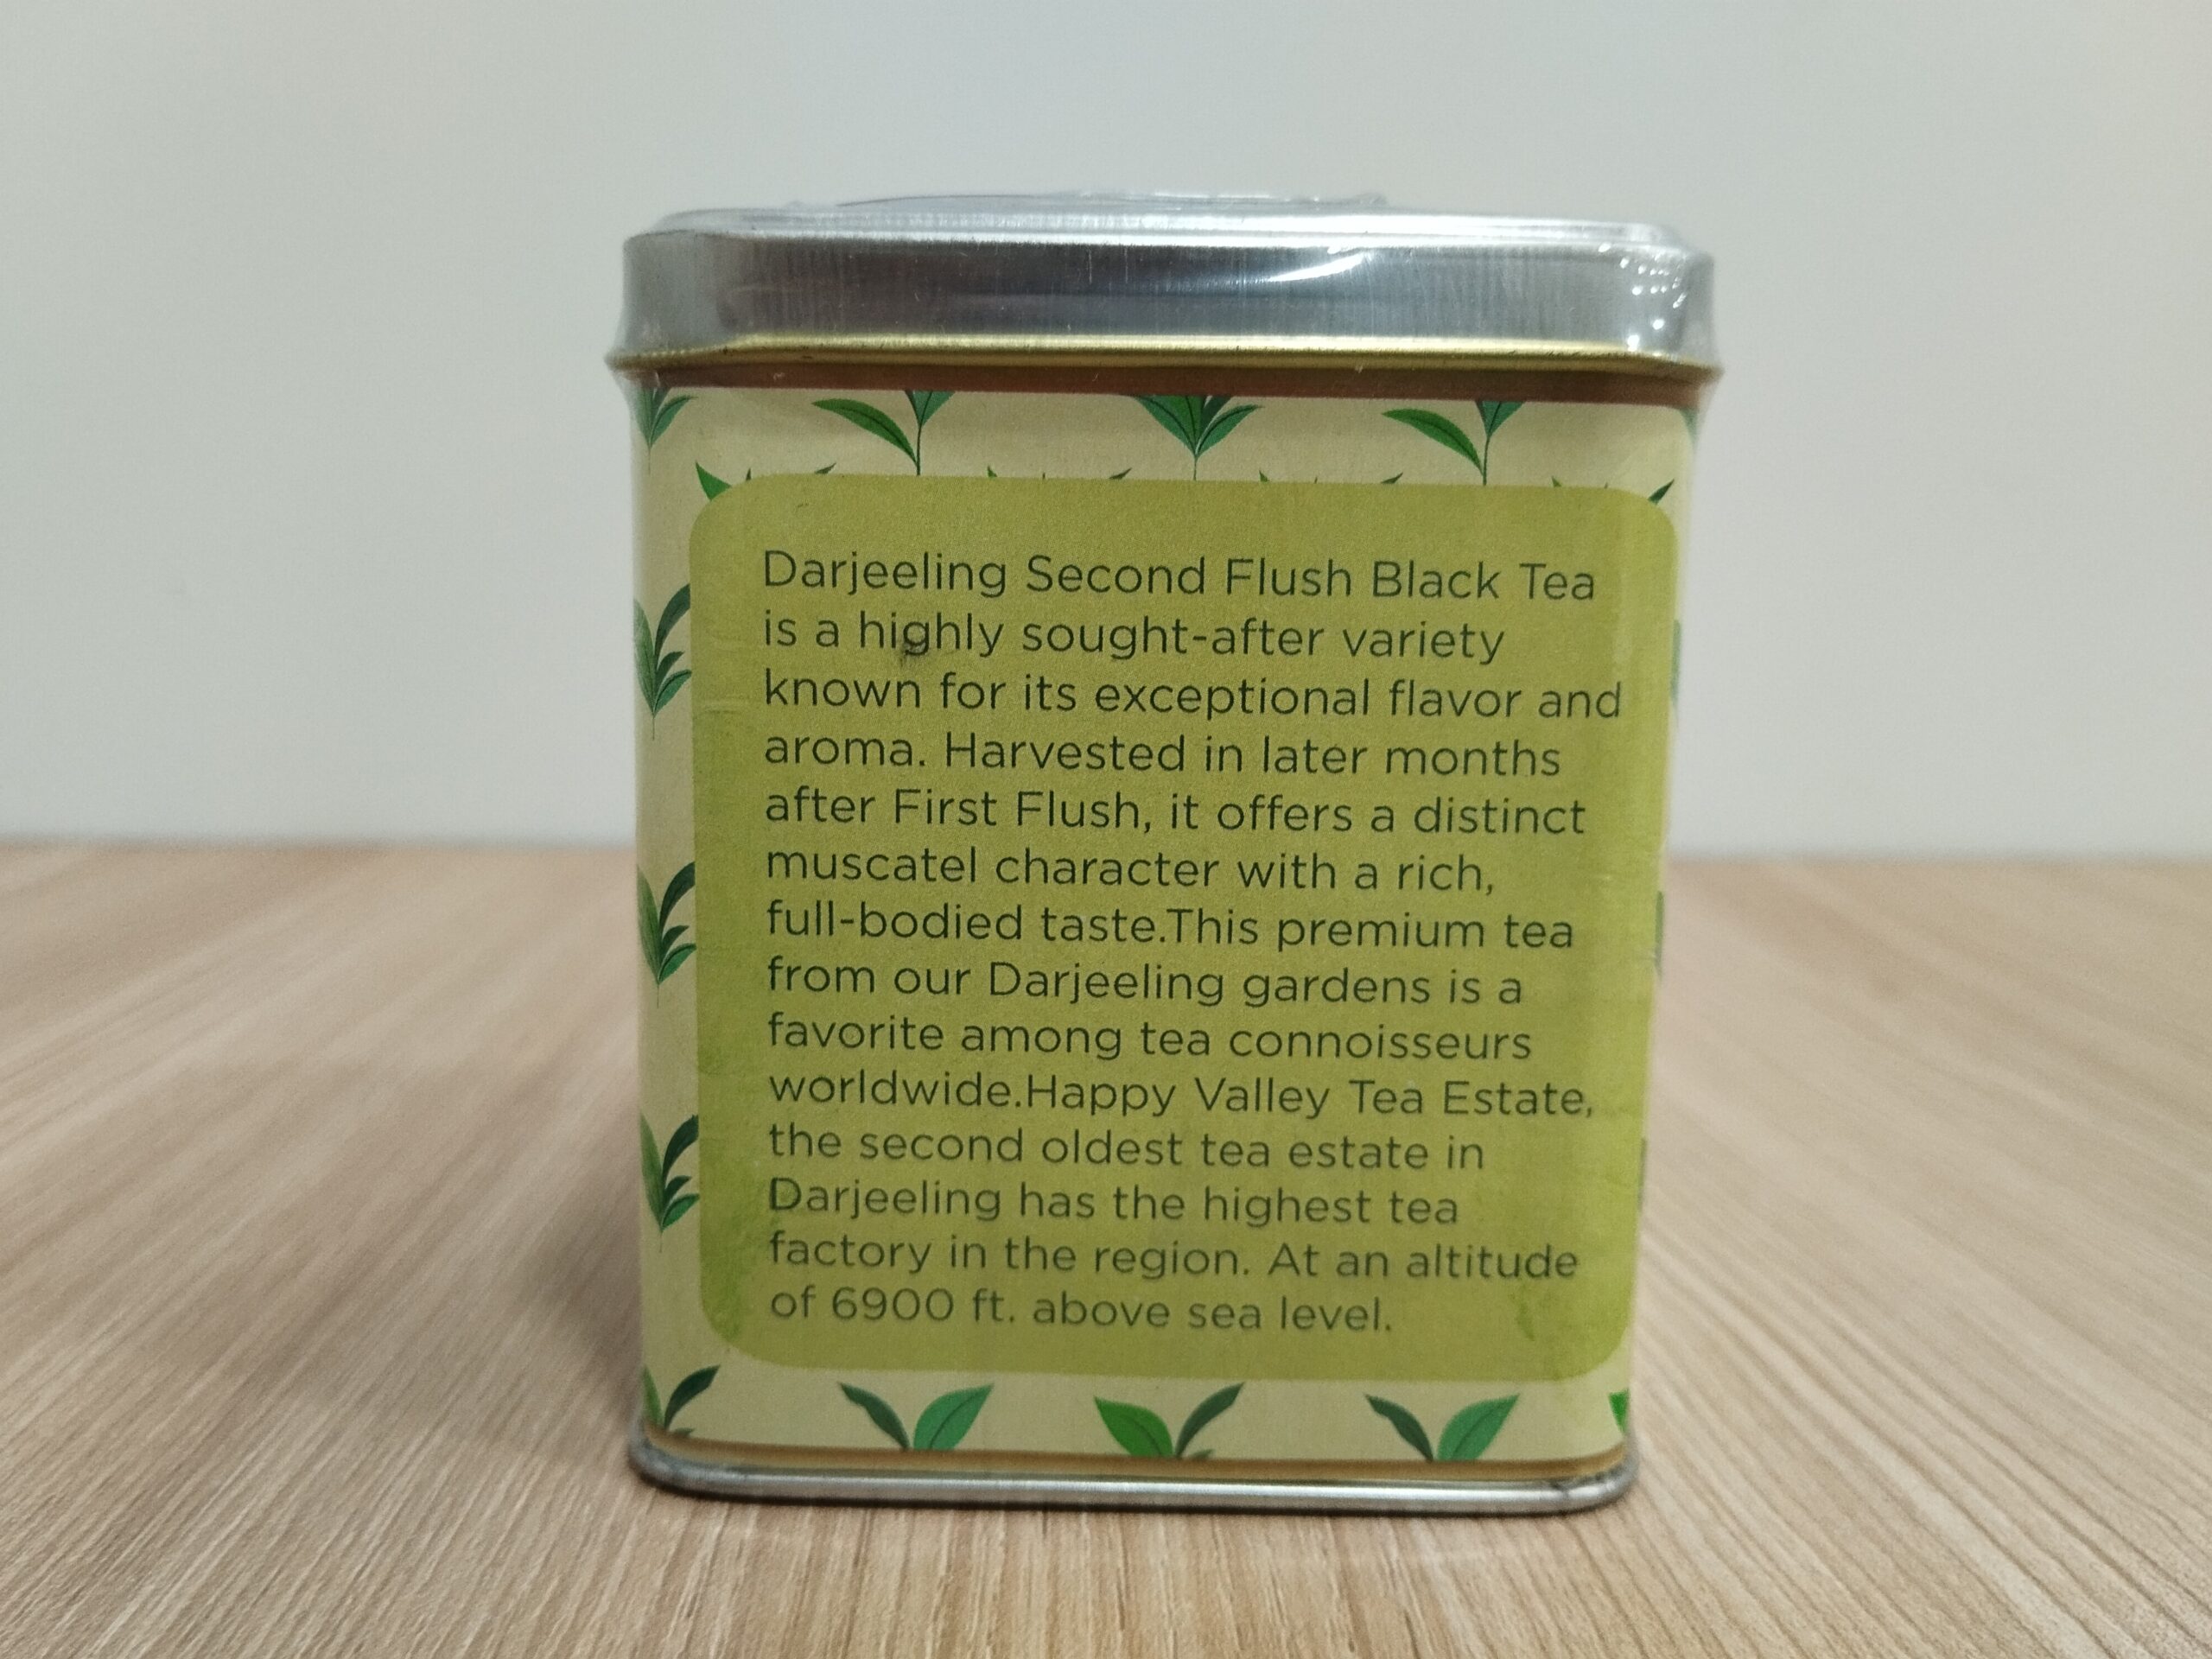 Darjeeling Second Flush Black Tea
is a highly sought-after variety
known for its exceptional flavor and
aroma. Harvested in later months
after First Flush, it offers a distinct
muscatel character with a rich,
full-bodied taste.This premium tea
from our Darjeeling gardens is a
favorite among tea connoisseurs
worldwide.Happy Valley Tea Estate,
the second oldest tea estate in
Darjeeling has the highest tea
factory in the region. At an altitude
of 6900 ft. above sea level.